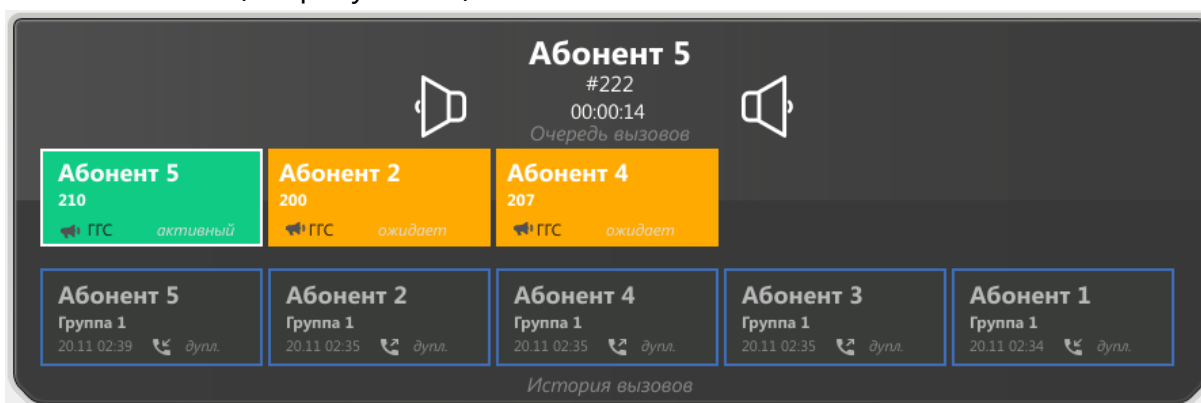 Абонент 5
#222
00:00:14
Очередь вызовов
Абонент 5
210
ГГС активный
Абонент 2
200
ГГС ожидает
Абонент 4
207
ГГС ожидает
Абонент 5
Группа 1
20.11 02:39 дупл.
Абонент 2
Группа 1
20.11 02:35 дупл.
Абонент 4
Группа 1
20.11 02:35 дупл.
Абонент 3
Группа 1
20.11 02:35 дупл.
Абонент 1
Группа 1
20.11 02:34 дупл.
История вызовов